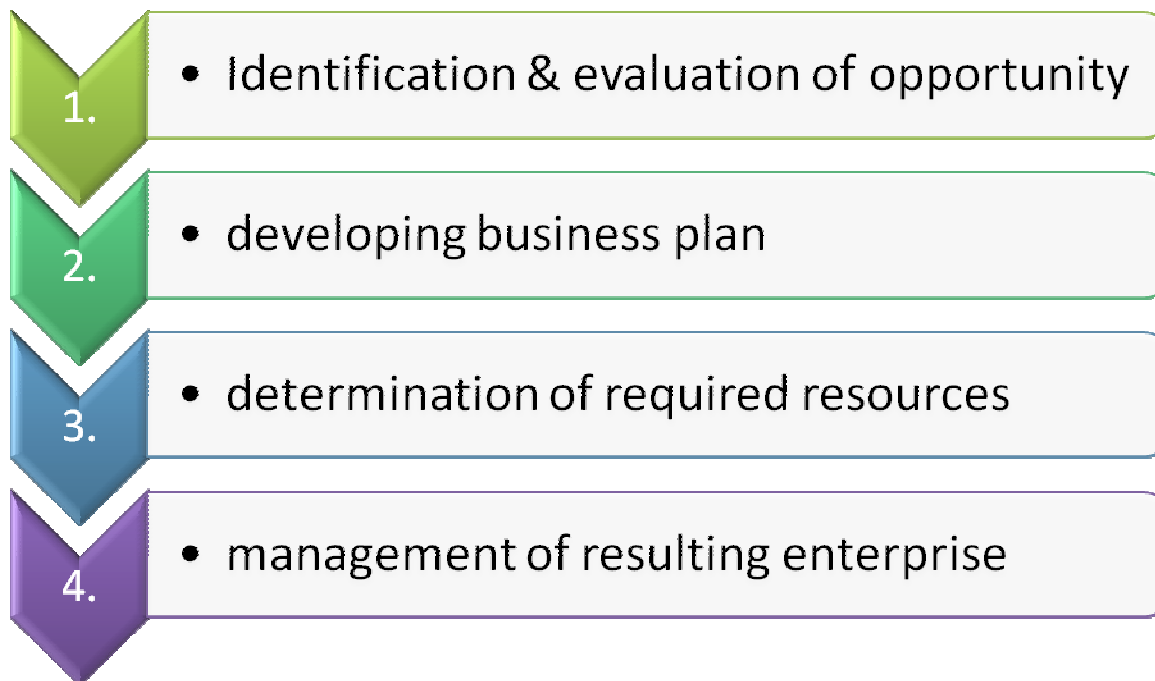 1.
• Identification & evaluation of opportunity
2.
• developing business plan
3.
• determination of required resources
4.
• management of resulting enterprise